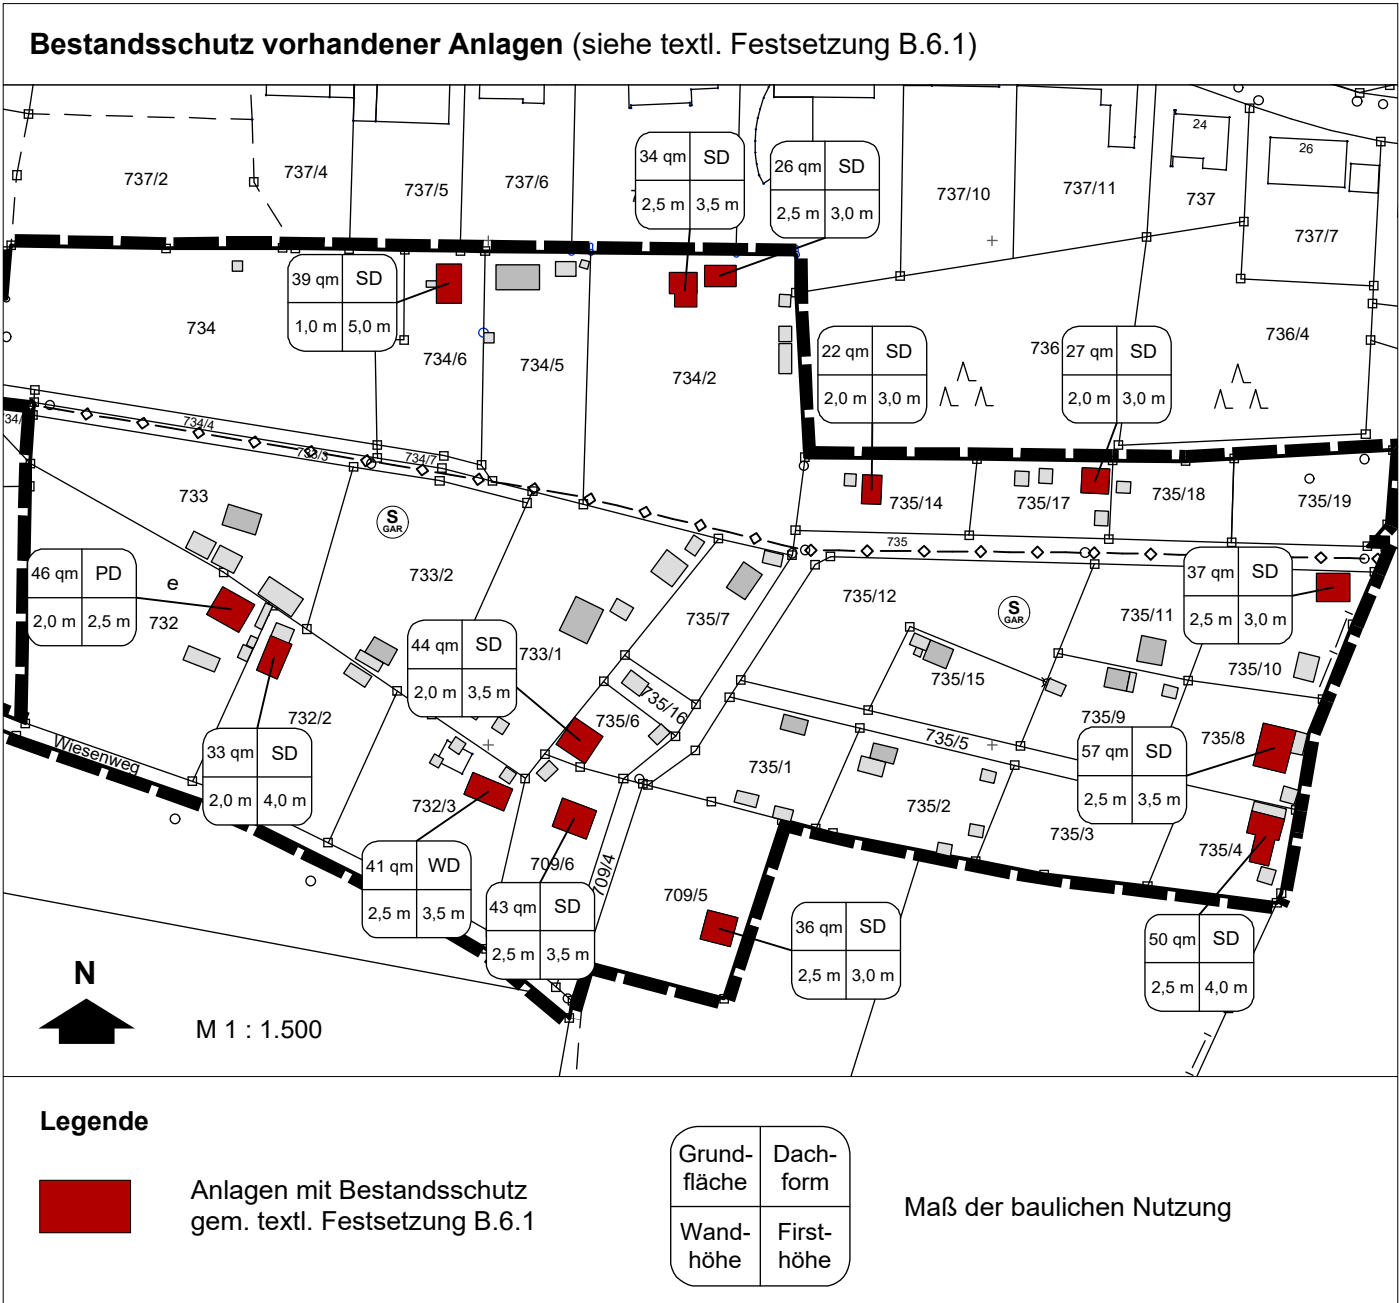 Bestandsschutz vorhandener Anlagen (siehe textl. Festsetzung B.6.1)
737/2
737/4
737/5
737/6
34 qm SD
2,5 m 3,5 m
26 qm SD
2,5 m 3,0 m
737/10
737/11
24
737
26
737/7
734
39 qm SD
1,0 m 5,0 m
734/6
734/5
734/2
22 qm SD
2,0 m 3,0 m
736
27 qm SD
2,0 m 3,0 m
736/4
734/4
733/3
734/7
733
S
GAR
733/2
735/14
735/17
735/18
735/19
735
46 qm PD
2,0 m 2,5 m
e
732
733/1
735/7
735/12
S
GAR
735/11
37 qm SD
2,5 m 3,0 m
735/10
44 qm SD
2,0 m 3,5 m
735/15
735/16
735/6
735/9
735/5
735/8
732/2
Wiesenweg
33 qm SD
2,0 m 4,0 m
57 qm SD
2,5 m 3,5 m
735/1
735/2
735/3
735/4
732/3
709/6
709/4
709/5
41 qm WD
2,5 m 3,5 m
43 qm SD
2,5 m 3,5 m
36 qm SD
2,5 m 3,0 m
50 qm SD
2,5 m 4,0 m
N
M 1 : 1.500
Legende
Anlagen mit Bestandsschutz
gem. textl. Festsetzung B.6.1
Grund- Dach-
fläche form
Wand- First-
höhe höhe
Maß der baulichen Nutzung